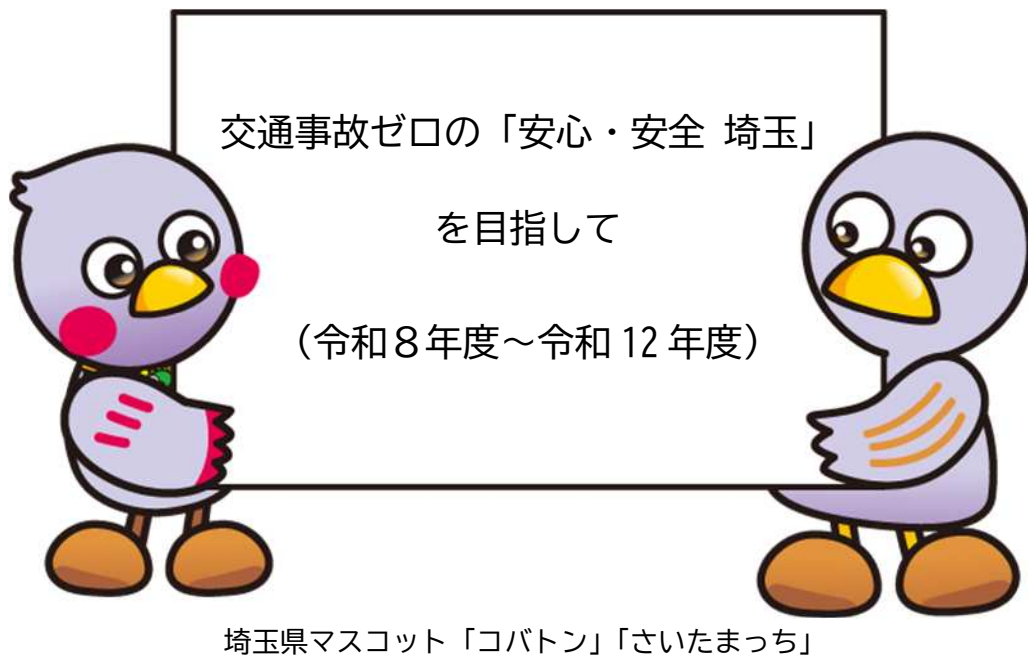 交通事故ゼロの「安心・安全 埼玉」
を目指して
（令和８年度～令和 12 年度）
埼玉県マスコット「コバトン」「さいたまっち」